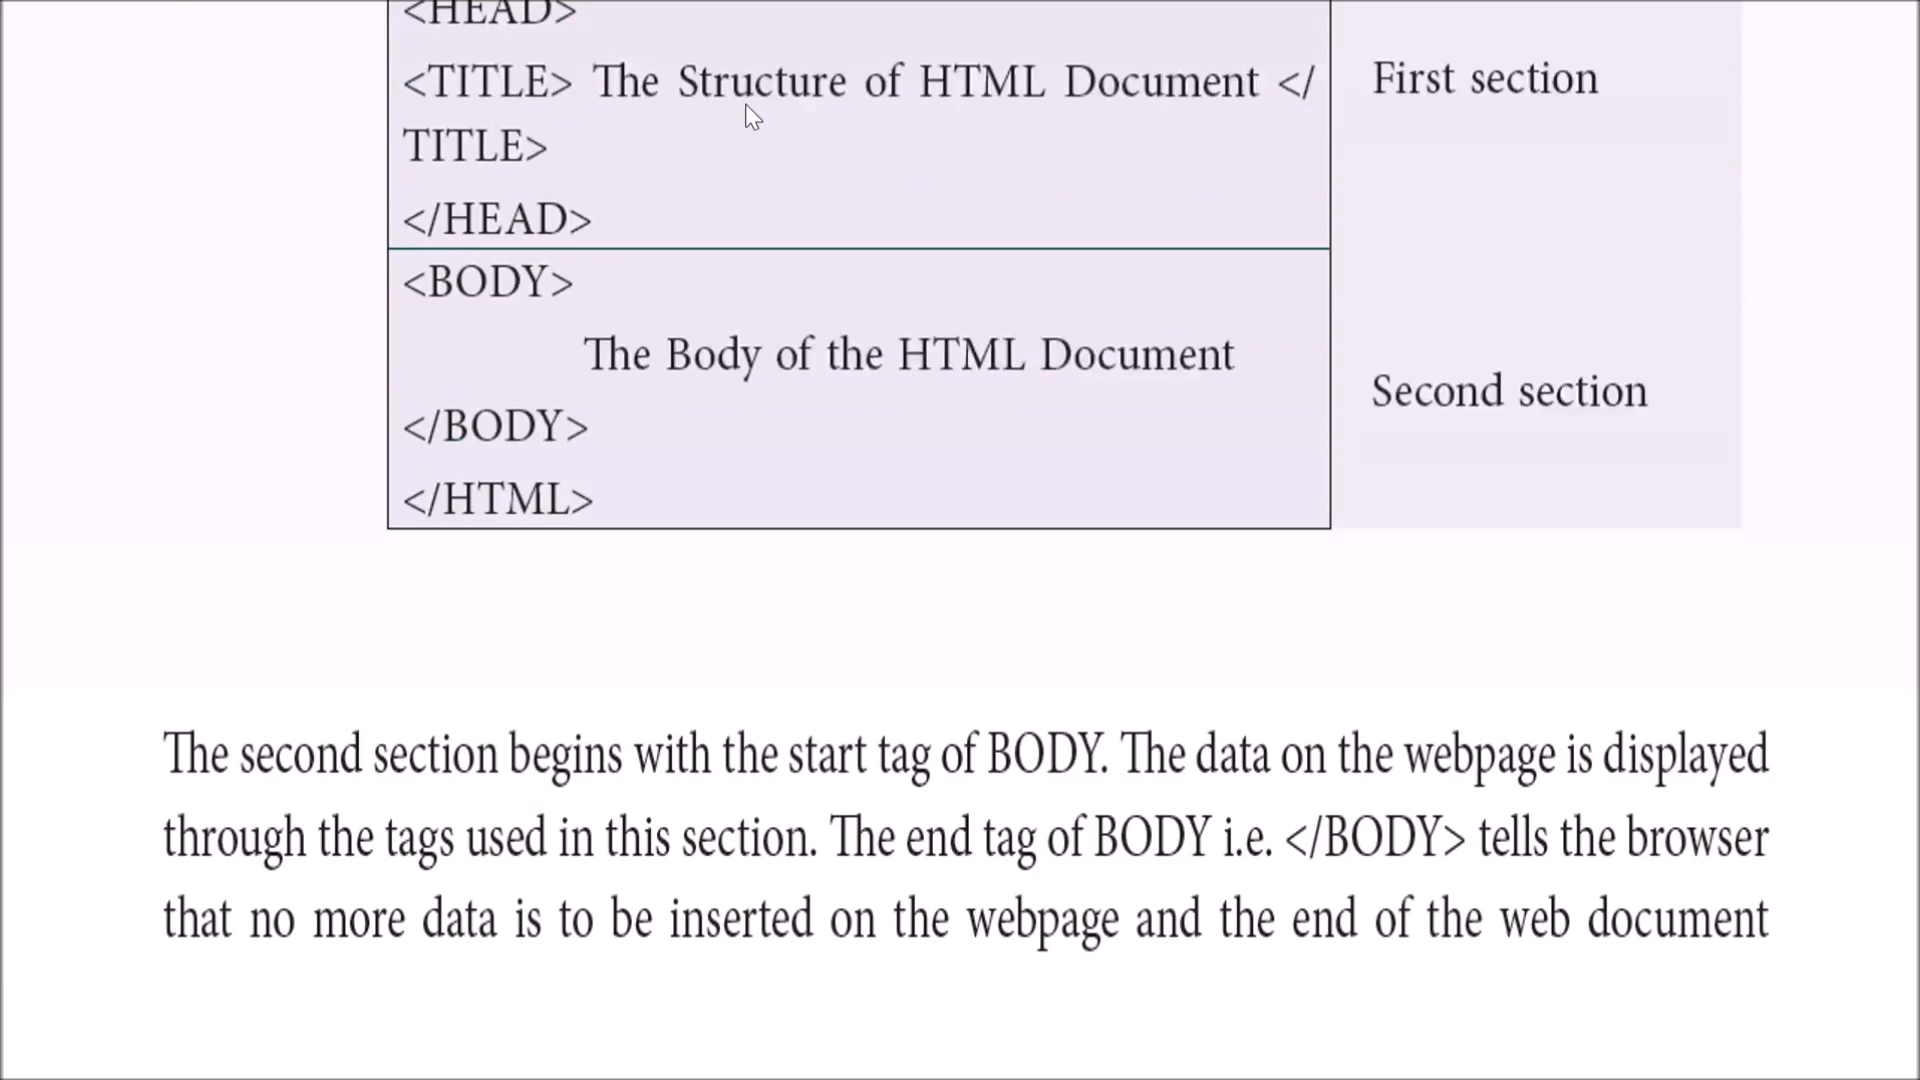 <HEAD>
<TITLE> The Structure of HTML Document </
TITLE>
</HEAD>
First section
<BODY>
The Body of the HTML Document
</BODY>
</HTML>
Second section
The second section begins with the start tag of BODY. The data on the webpage is displayed
through the tags used in this section. The end tag of BODY i.e. </BODY> tells the browser
that no more data is to be inserted on the webpage and the end of the web document